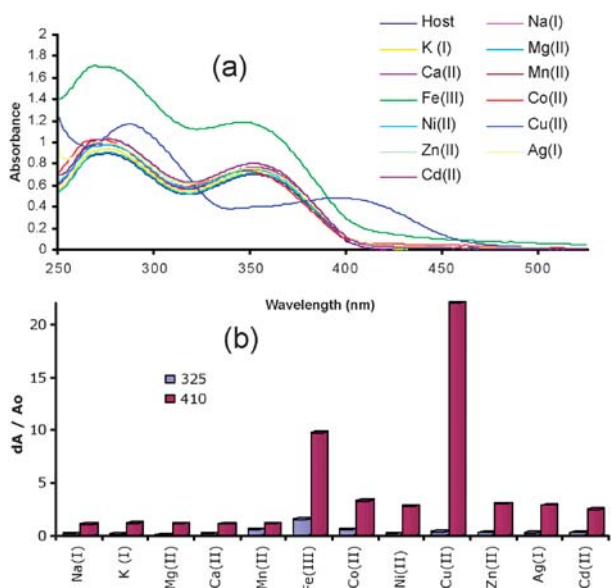 (a)
Host
Na(I)
K (I)
Mg(II)
Ca(II)
Mn(II)
Fe(III)
Co(II)
Ni(II)
Cu(II)
Zn(II)
Ag(I)
Cd(II)
Absorbance
2
1.8
1.6
1.4
1.2
1
0.8
0.6
0.4
0.2
0
250 300 350 400 450 500
Wavelength (nm)
(b)
325
410
dA / Ao
20
15
10
5
0
Na(I)
K (I)
Mg(II)
Ca(II)
Mn(II)
Fe(III)
Co(II)
Ni(II)
Cu(II)
Zn(II)
Ag(I)
Cd(II)